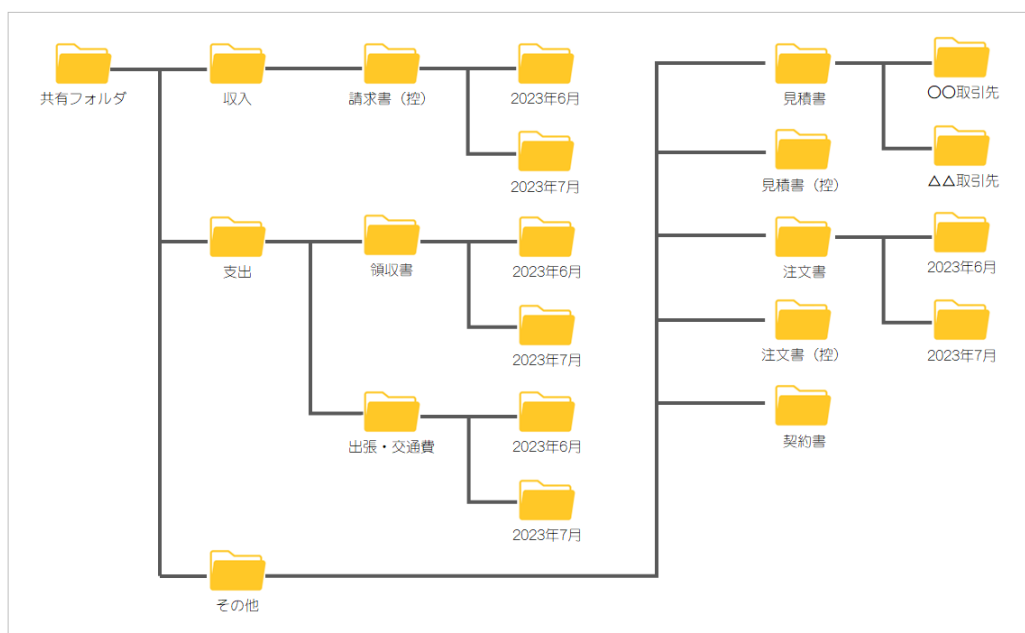 共有フォルダ
収入
請求書（控）
2023年6月
2023年7月
支出
領収書
2023年6月
2023年7月
出張・交通費
2023年6月
2023年7月
その他
見積書
〇〇取引先
△△取引先
見積書（控）
注文書
2023年6月
2023年7月
注文書（控）
契約書